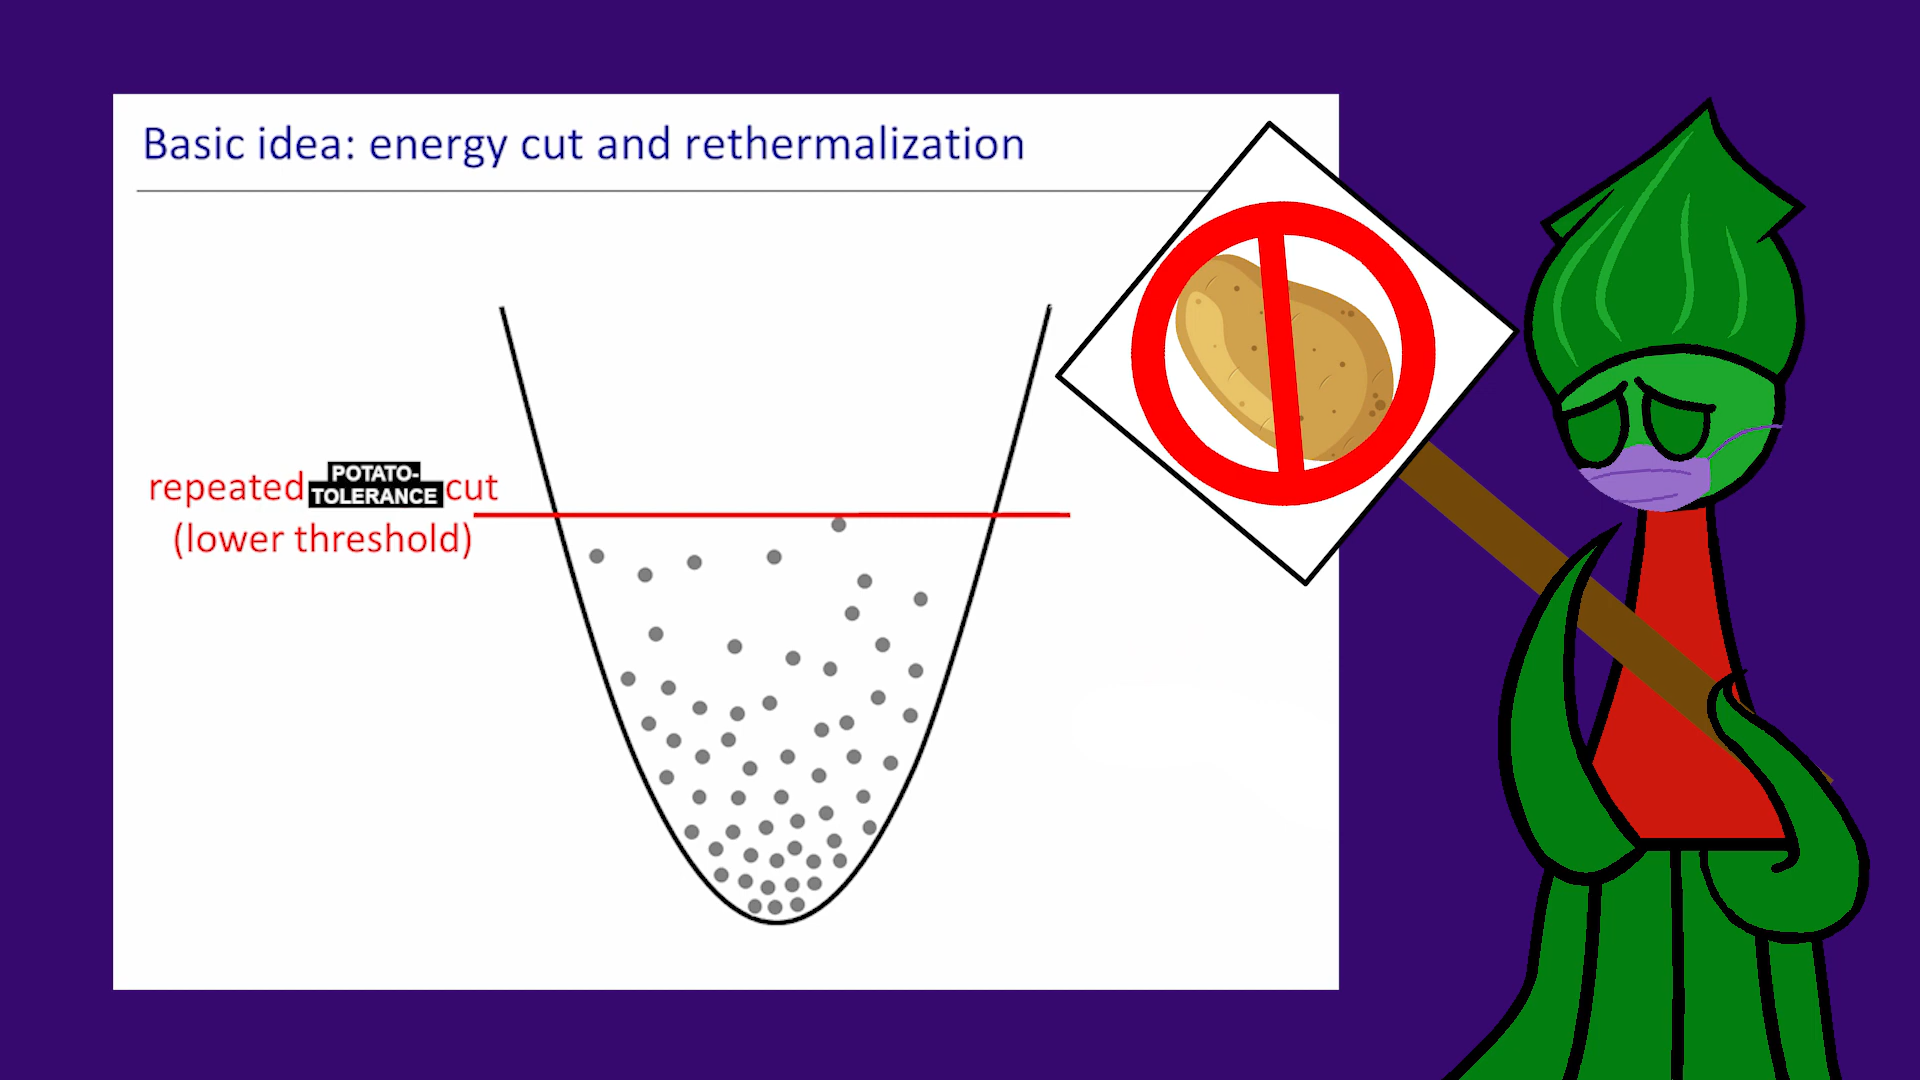 Basic idea: energy cut and rethermalization
repeated POTATO-TOLERANCE cut
(lower threshold)